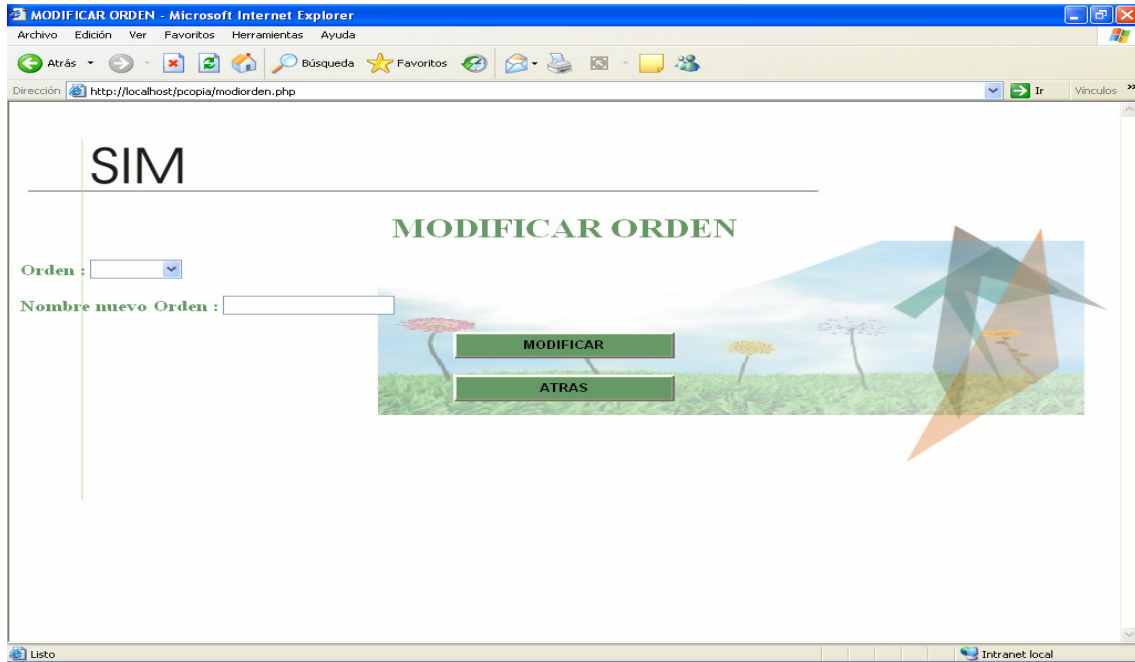 MODIFICAR ORDEN - Microsoft Internet Explorer
Archivo Edición Ver Favoritos Herramientas Ayuda
Atrás Búsqueda Favoritos
Dirección http://localhost/pcopia/modiorden.php Ir Vínculos »
SIM
MODIFICAR ORDEN
Orden :
Nombre nuevo Orden :
MODIFICAR
ATRAS
Listo Intranet local